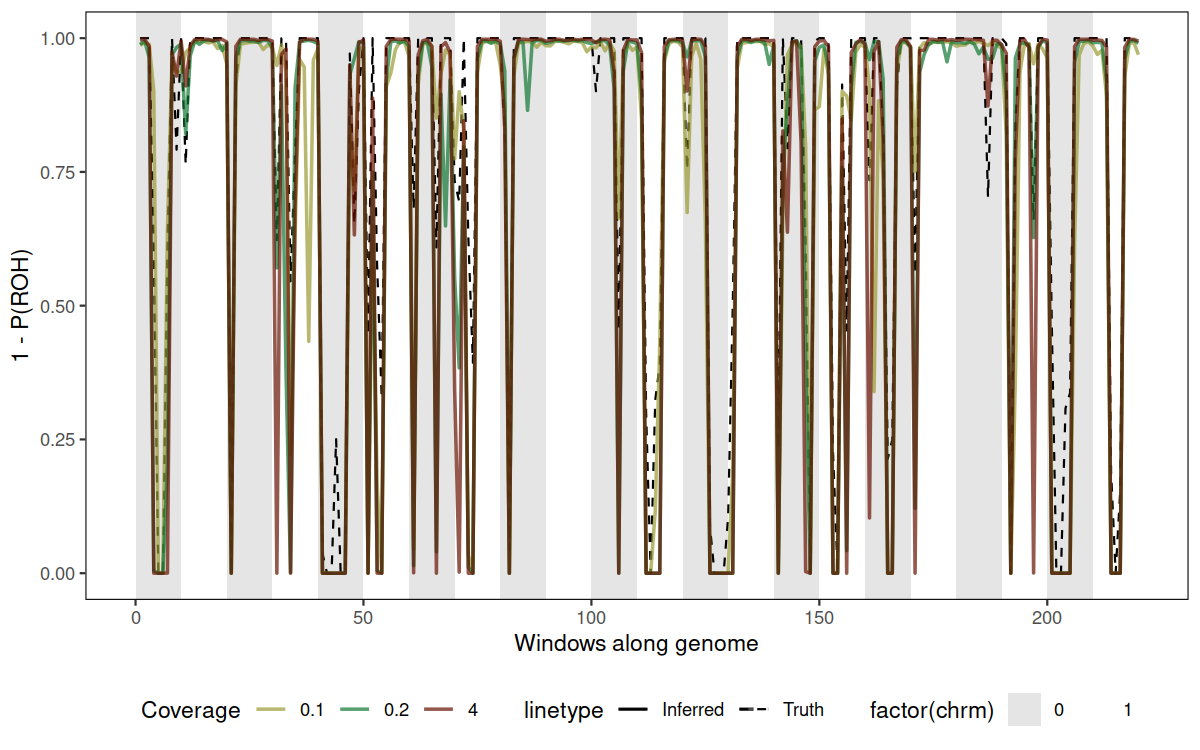 1.00
0.75
0.50
0.25
0.00
1 - P(ROH)
0 50 100 150 200
Windows along genome
Coverage 0.1 0.2 4 linetype Inferred Truth factor(chrm) 0 1